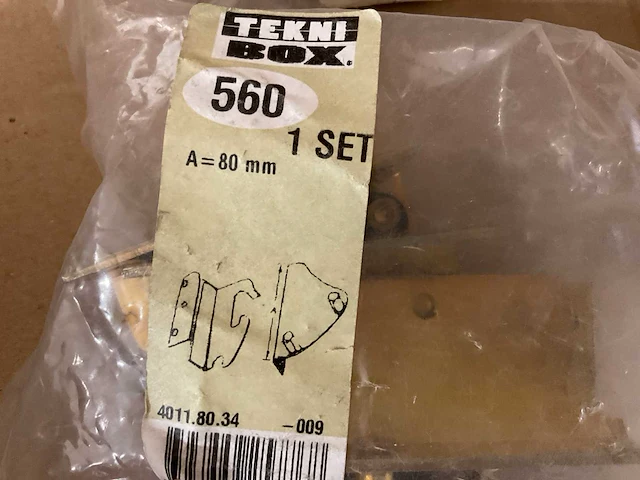 TEKNI
BOX®
560
1 SET
A=80 mm
A
4011.80.34 -009